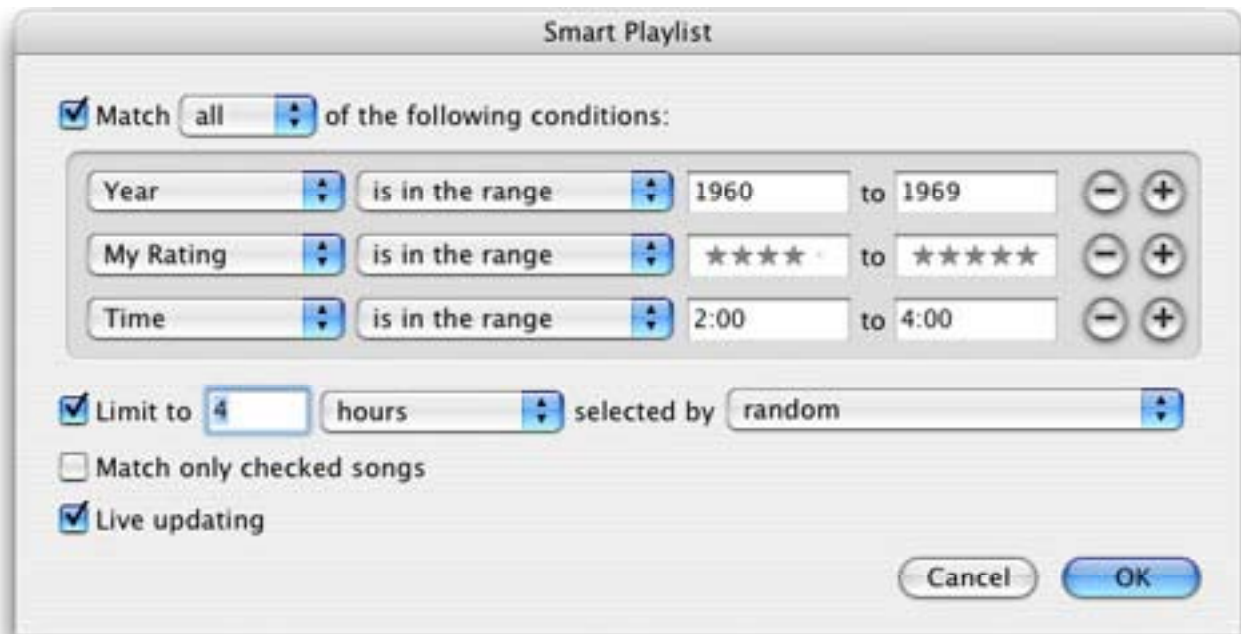 Smart Playlist
Match all of the following conditions:
Year is in the range 1960 to 1969
My Rating is in the range ★★★★· to ★★★★★
Time is in the range 2:00 to 4:00
Limit to 4 hours selected by random
Match only checked songs
Live updating
Cancel OK